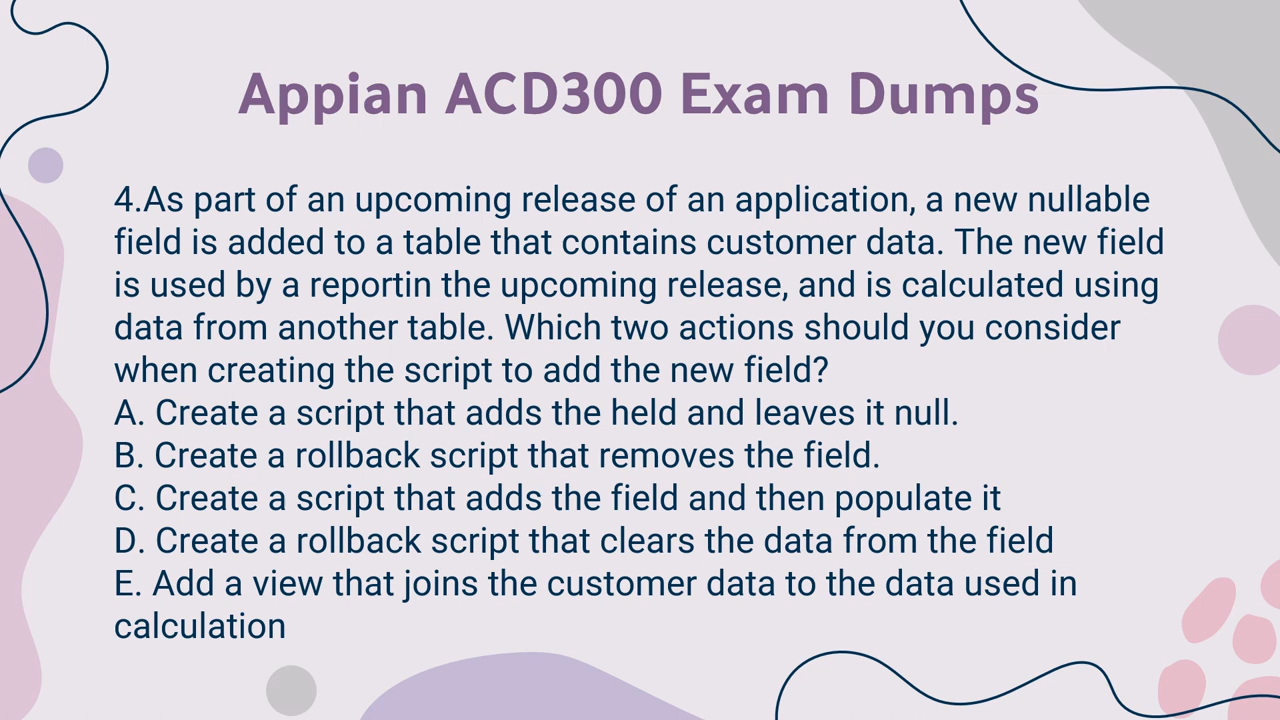 Appian ACD300 Exam Dumps
4.As part of an upcoming release of an application, a new nullable
field is added to a table that contains customer data. The new field
is used by a reportin the upcoming release, and is calculated using
data from another table. Which two actions should you consider
when creating the script to add the new field?
A. Create a script that adds the held and leaves it null.
B. Create a rollback script that removes the field.
C. Create a script that adds the field and then populate it
D. Create a rollback script that clears the data from the field
E. Add a view that joins the customer data to the data used in
calculation